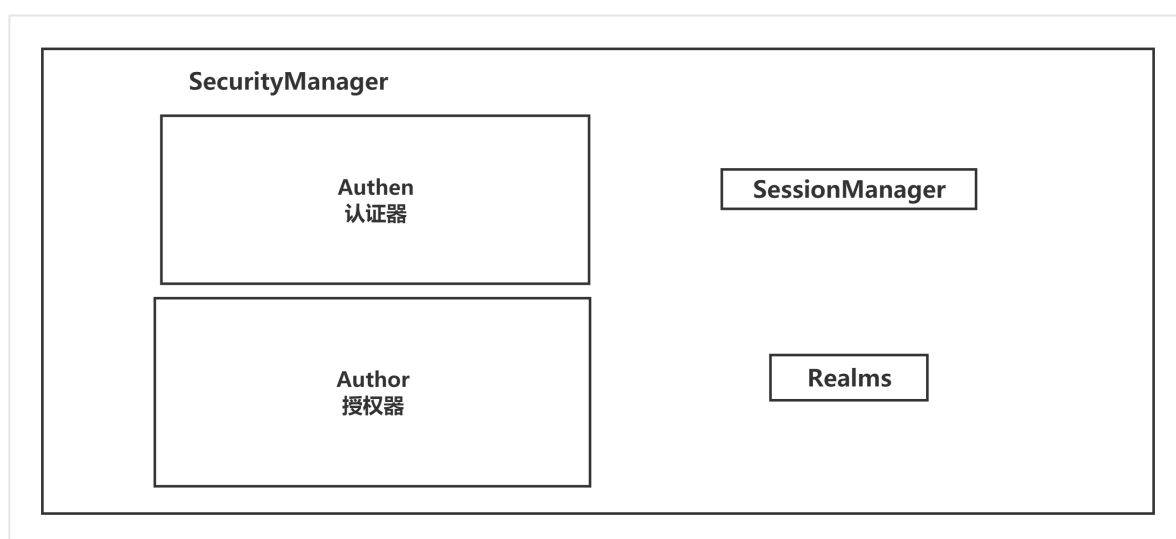 SecurityManager
Authen
认证器
SessionManager
Author
授权器
Realms